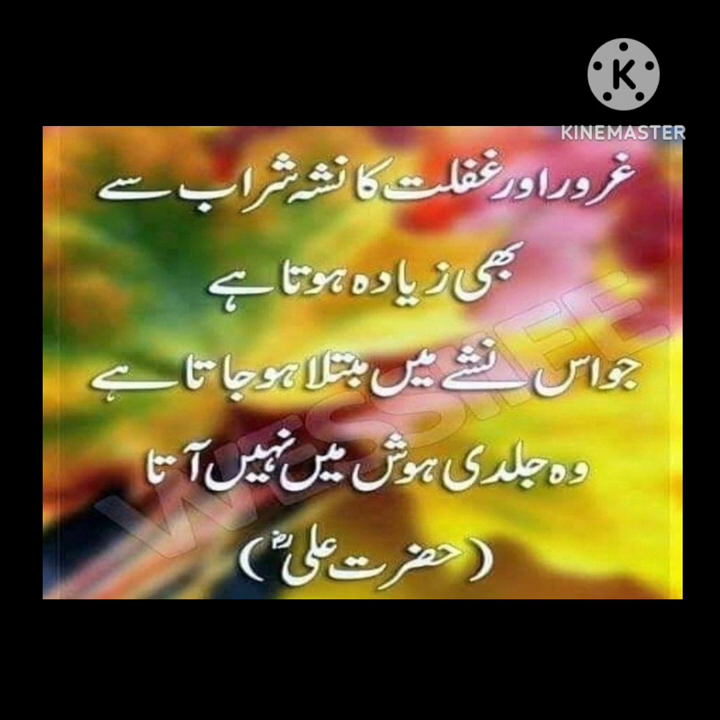 KINEMASTER
غرور اور غفلت کا نشہ شراب سے
بھی زیادہ ہوتا ہے
جو اس نشے میں مبتلا ہو جاتا ہے
وہ جلدی ہوش میں نہیں آتا
(حضرت علیؓ)